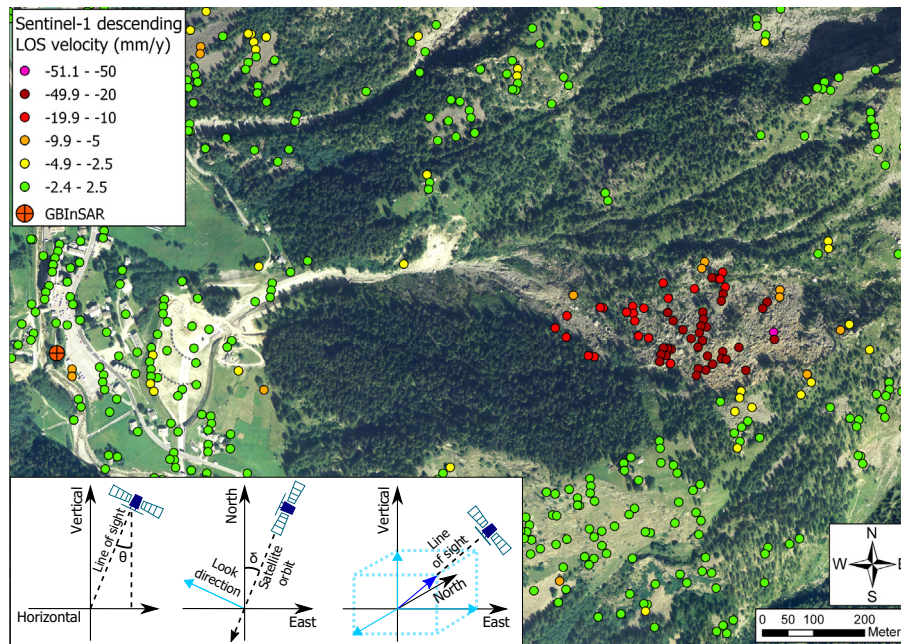 Sentinel-1 descending
LOS velocity (mm/y)
-51.1 - -50
-49.9 - -20
-19.9 - -10
-9.9 - -5
-4.9 - -2.5
-2.4 - 2.5
GBInSAR
Vertical
Line of sight
θ
Horizontal
North
δ
Look
direction
Satellite
orbit
East
Vertical
Line
of sight
North
East
N
W E
S
0 50 100 200
Meter